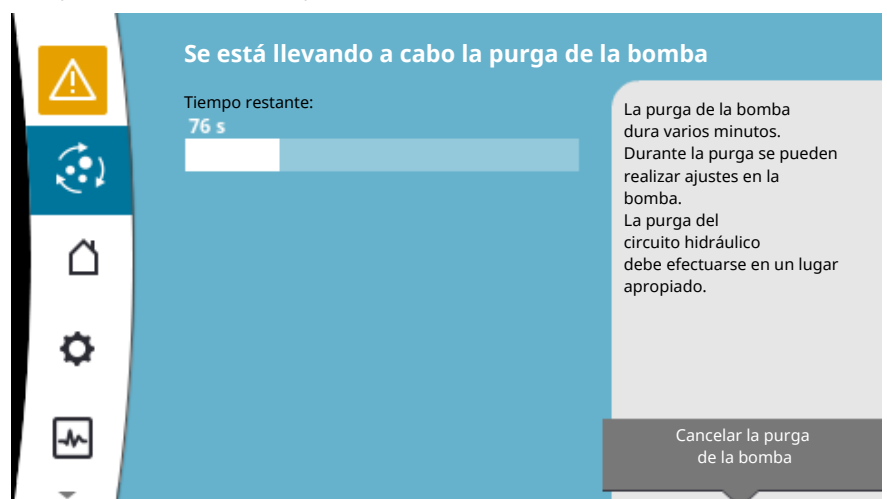 Se está llevando a cabo la purga de la bomba
Tiempo restante:
76 s
La purga de la bomba
dura varios minutos.
Durante la purga se pueden
realizar ajustes en la
bomba.
La purga del
circuito hidráulico
debe efectuarse en un lugar
apropiado.
Cancelar la purga
de la bomba